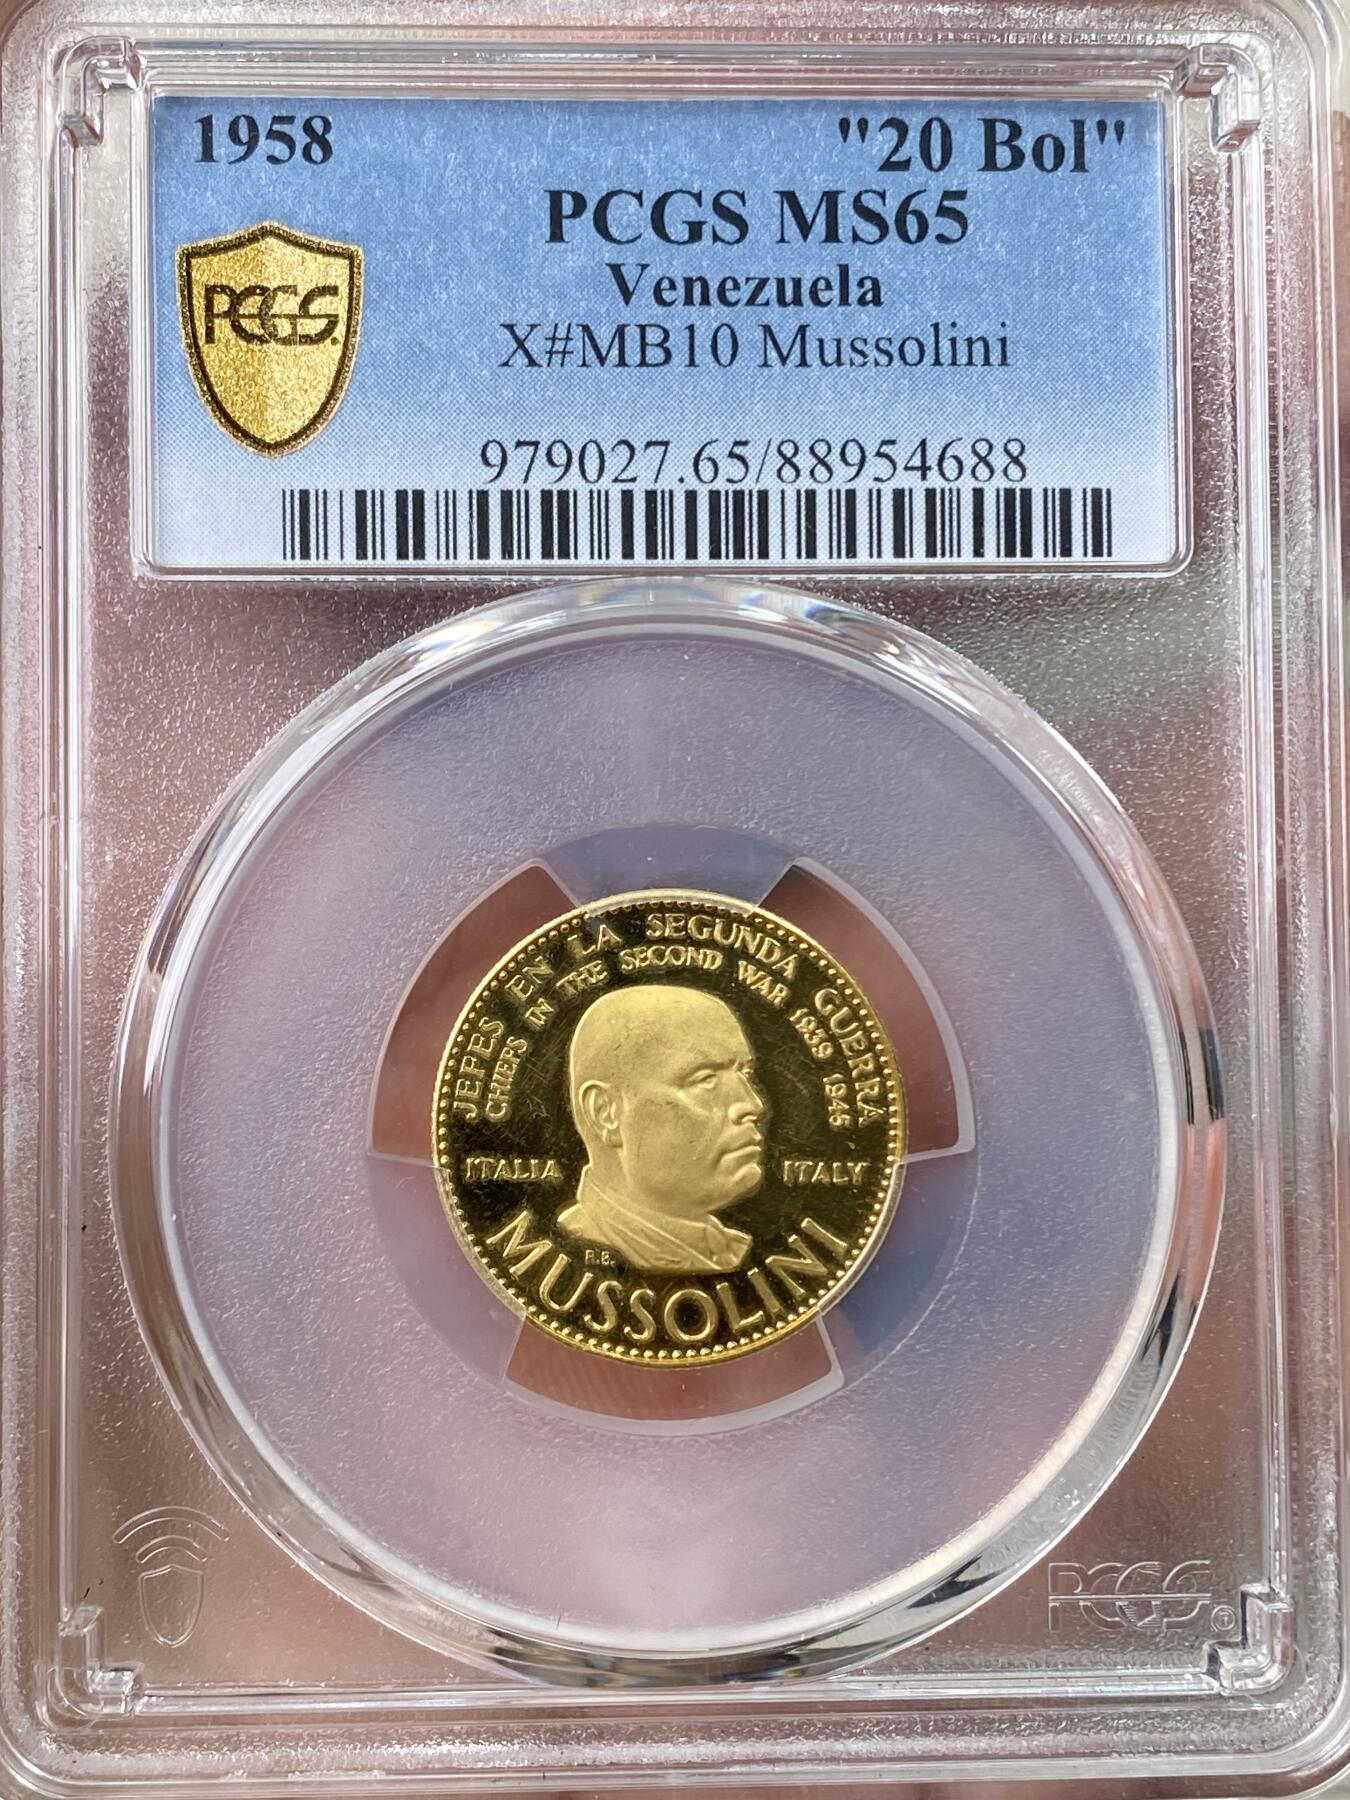 1958
"20 Bol"
PCGS MS65
Venezuela
X#MB10 Mussolini
PCGS.
979027.65/88954688
JEFES EN LA SEGUNDA GUERRA
CHIEFS IN THE SECOND WAR 1939 1945
ITALIA
ITALY
R.B.
MUSSOLINI
PCGS®